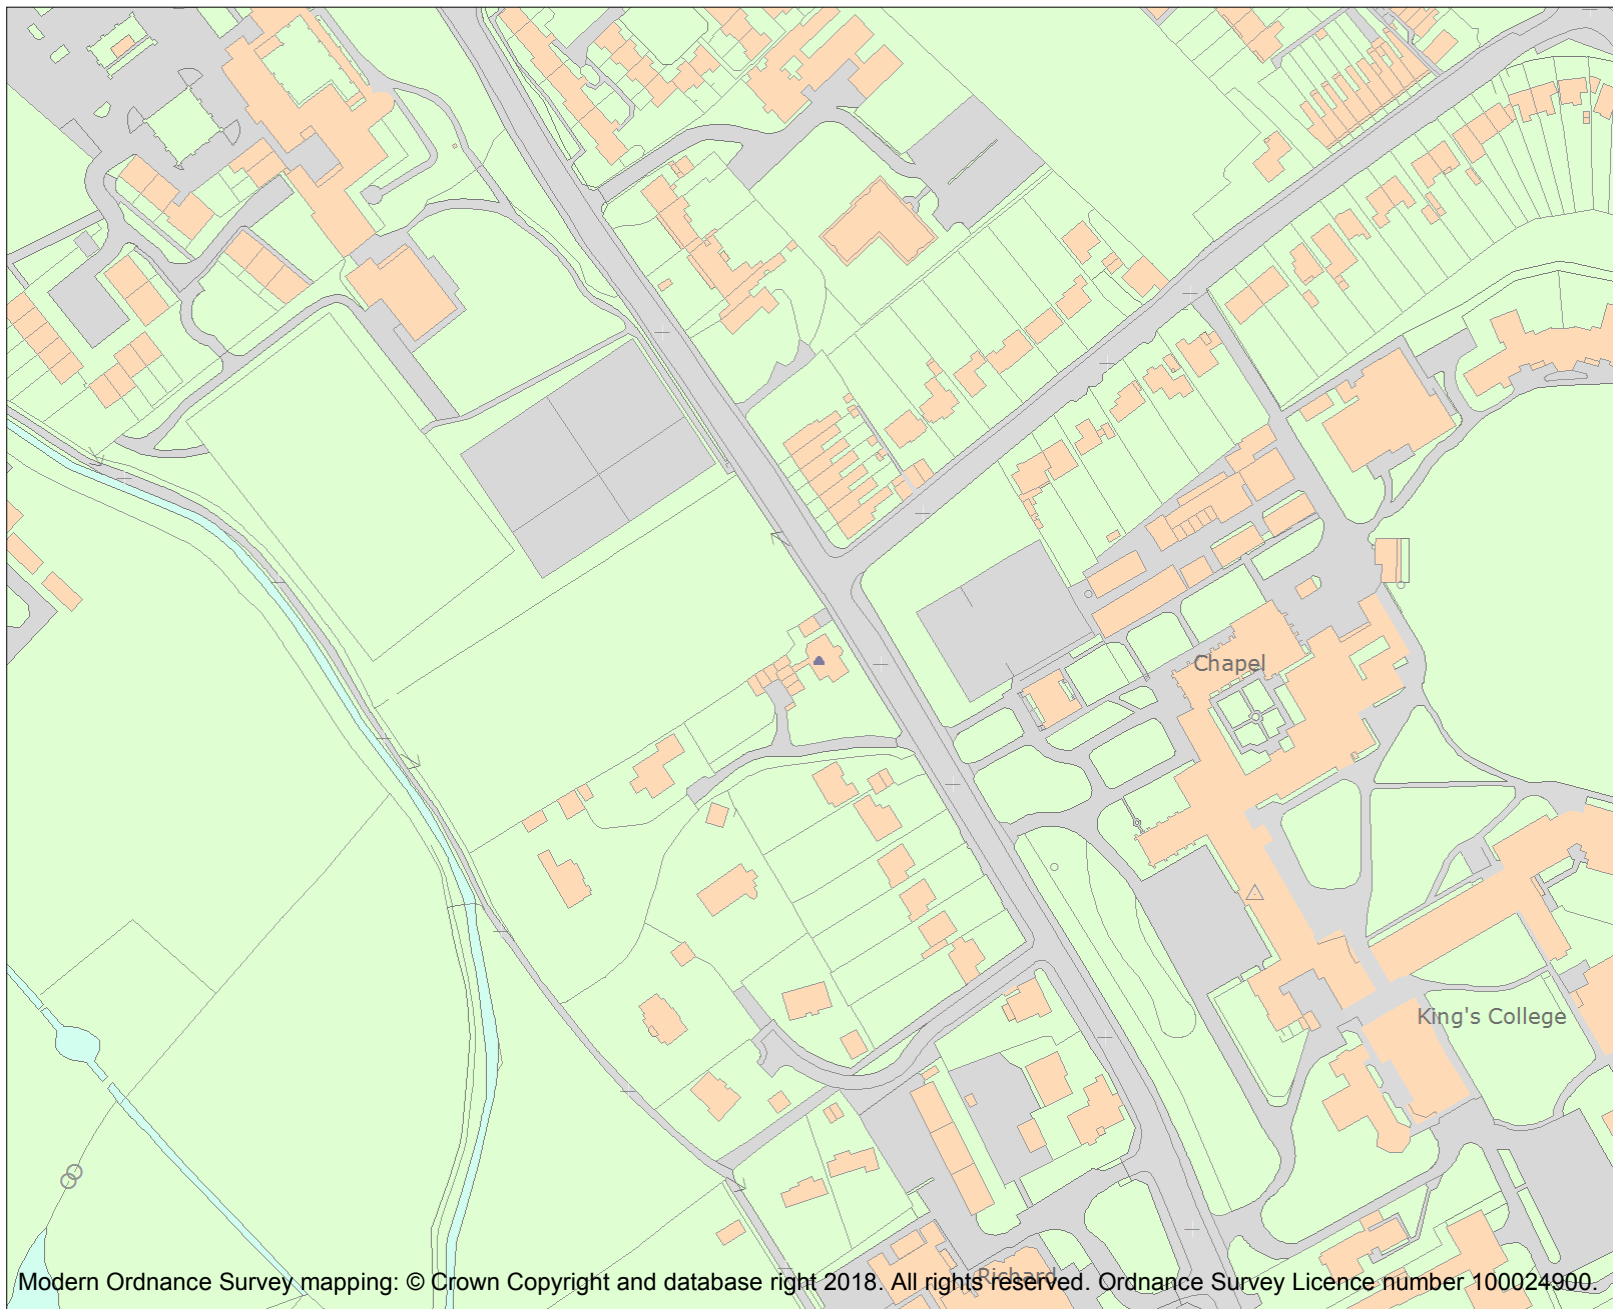 Chapel
King's College
Richard
Modern Ordnance Survey mapping: © Crown Copyright and database right 2018. All rights reserved. Ordnance Survey Licence number 100024900.